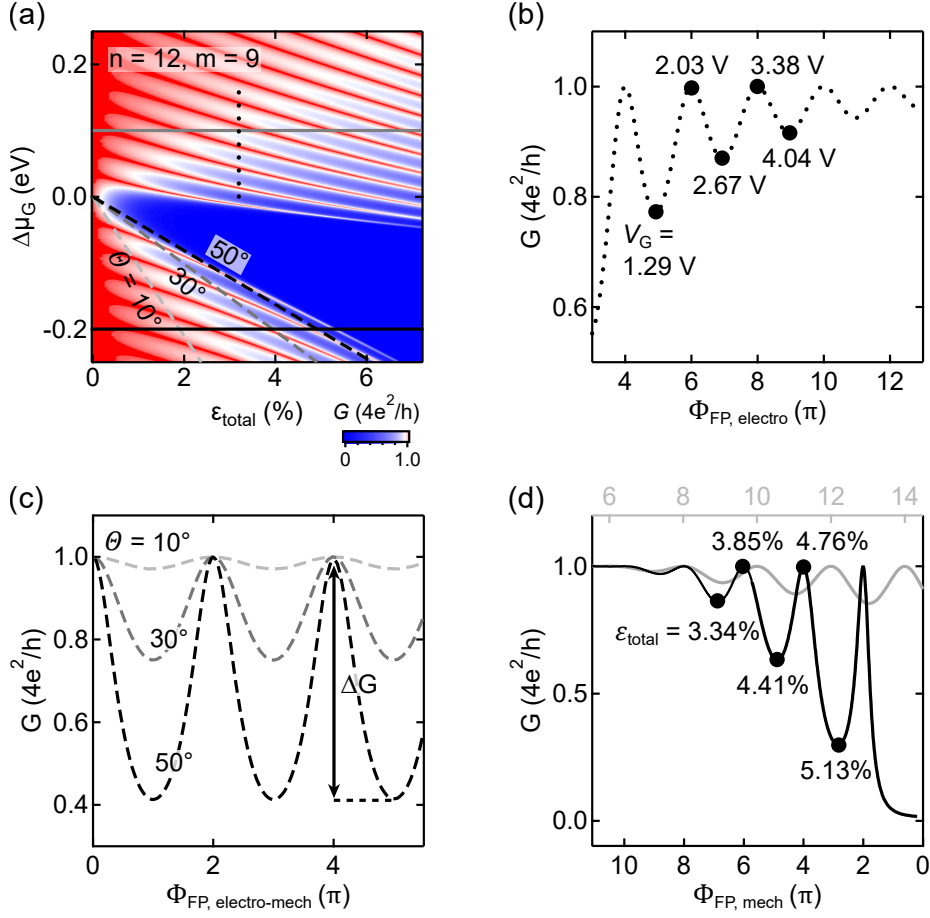 (a)
n = 12, m = 9
0.2
0.0
-0.2
Δμ_G (eV)
50°
30°
Θ = 10°
0
2
4
6
ε_total (%)
G (4e²/h)
0
1.0
(b)
2.03 V
3.38 V
2.67 V
4.04 V
V_G =
1.29 V
1.0
0.8
0.6
G (4e²/h)
4
6
8
10
12
Φ_FP, electro (π)
(c)
Θ = 10°
30°
50°
ΔG
1.0
0.8
0.6
0.4
G (4e²/h)
0
2
4
Φ_FP, electro-mech (π)
(d)
6
8
10
12
14
3.85%
4.76%
ε_total = 3.34%
4.41%
5.13%
1.0
0.5
0.0
G (4e²/h)
10
8
6
4
2
0
Φ_FP, mech (π)